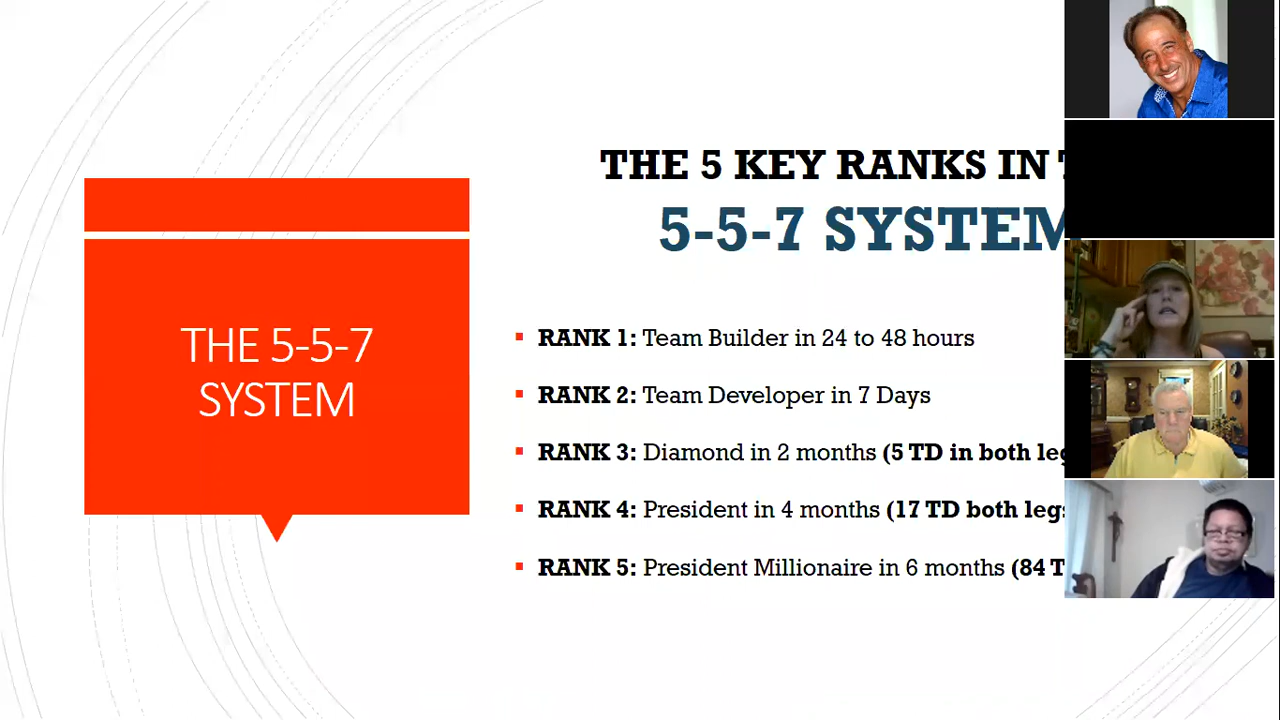 THE 5-5-7
SYSTEM
THE 5 KEY RANKS IN
5-5-7 SYSTEM
▪ RANK 1: Team Builder in 24 to 48 hours
▪ RANK 2: Team Developer in 7 Days
▪ RANK 3: Diamond in 2 months (5 TD in both leg
▪ RANK 4: President in 4 months (17 TD both legs
▪ RANK 5: President Millionaire in 6 months (84 T